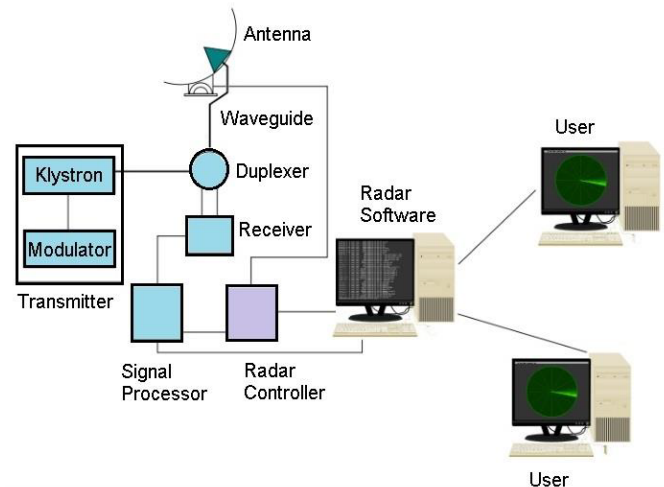 Antenna
Waveguide
User
Klystron
Duplexer
Radar
Software
Receiver
Modulator
Transmitter
Signal
Processor
Radar
Controller
User